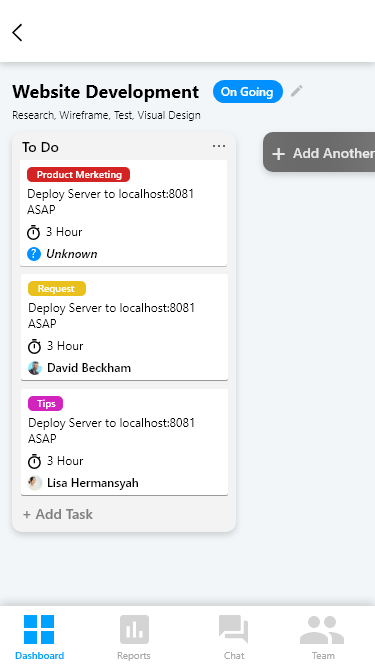 Website Development
On Going
Research, Wireframe, Test, Visual Design
To Do
...
+ Add Another
Product Merketing
Deploy Server to localhost:8081
ASAP
3 Hour
?
Unknown
Request
Deploy Server to localhost:8081
ASAP
3 Hour
David Beckham
Tips
Deploy Server to localhost:8081
ASAP
3 Hour
Lisa Hermansyah
+ Add Task
Dashboard
Reports
Chat
Team